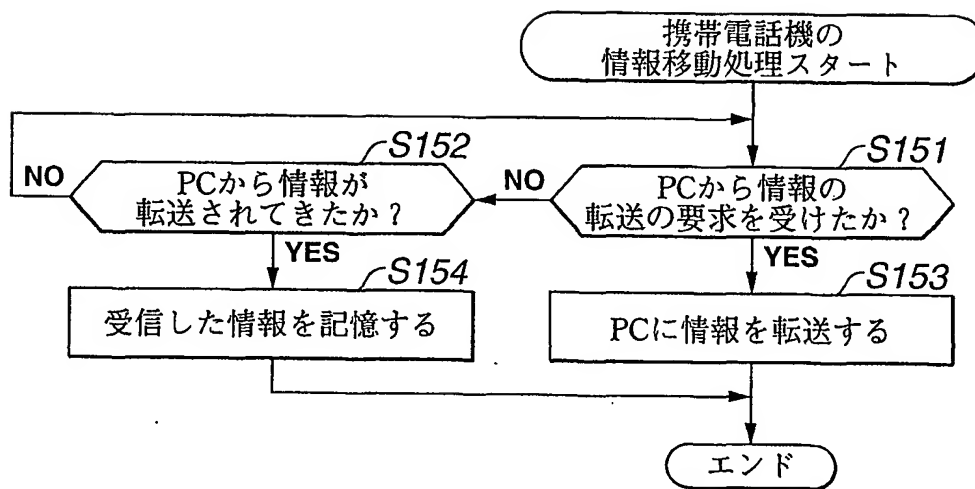 携帯電話機の
情報移動処理スタート
S152
S151
NO
PCから情報が
転送されてきたか？
NO
PCから情報の
転送の要求を受けたか？
YES
YES
S154
S153
受信した情報を記憶する
PCに情報を転送する
エンド